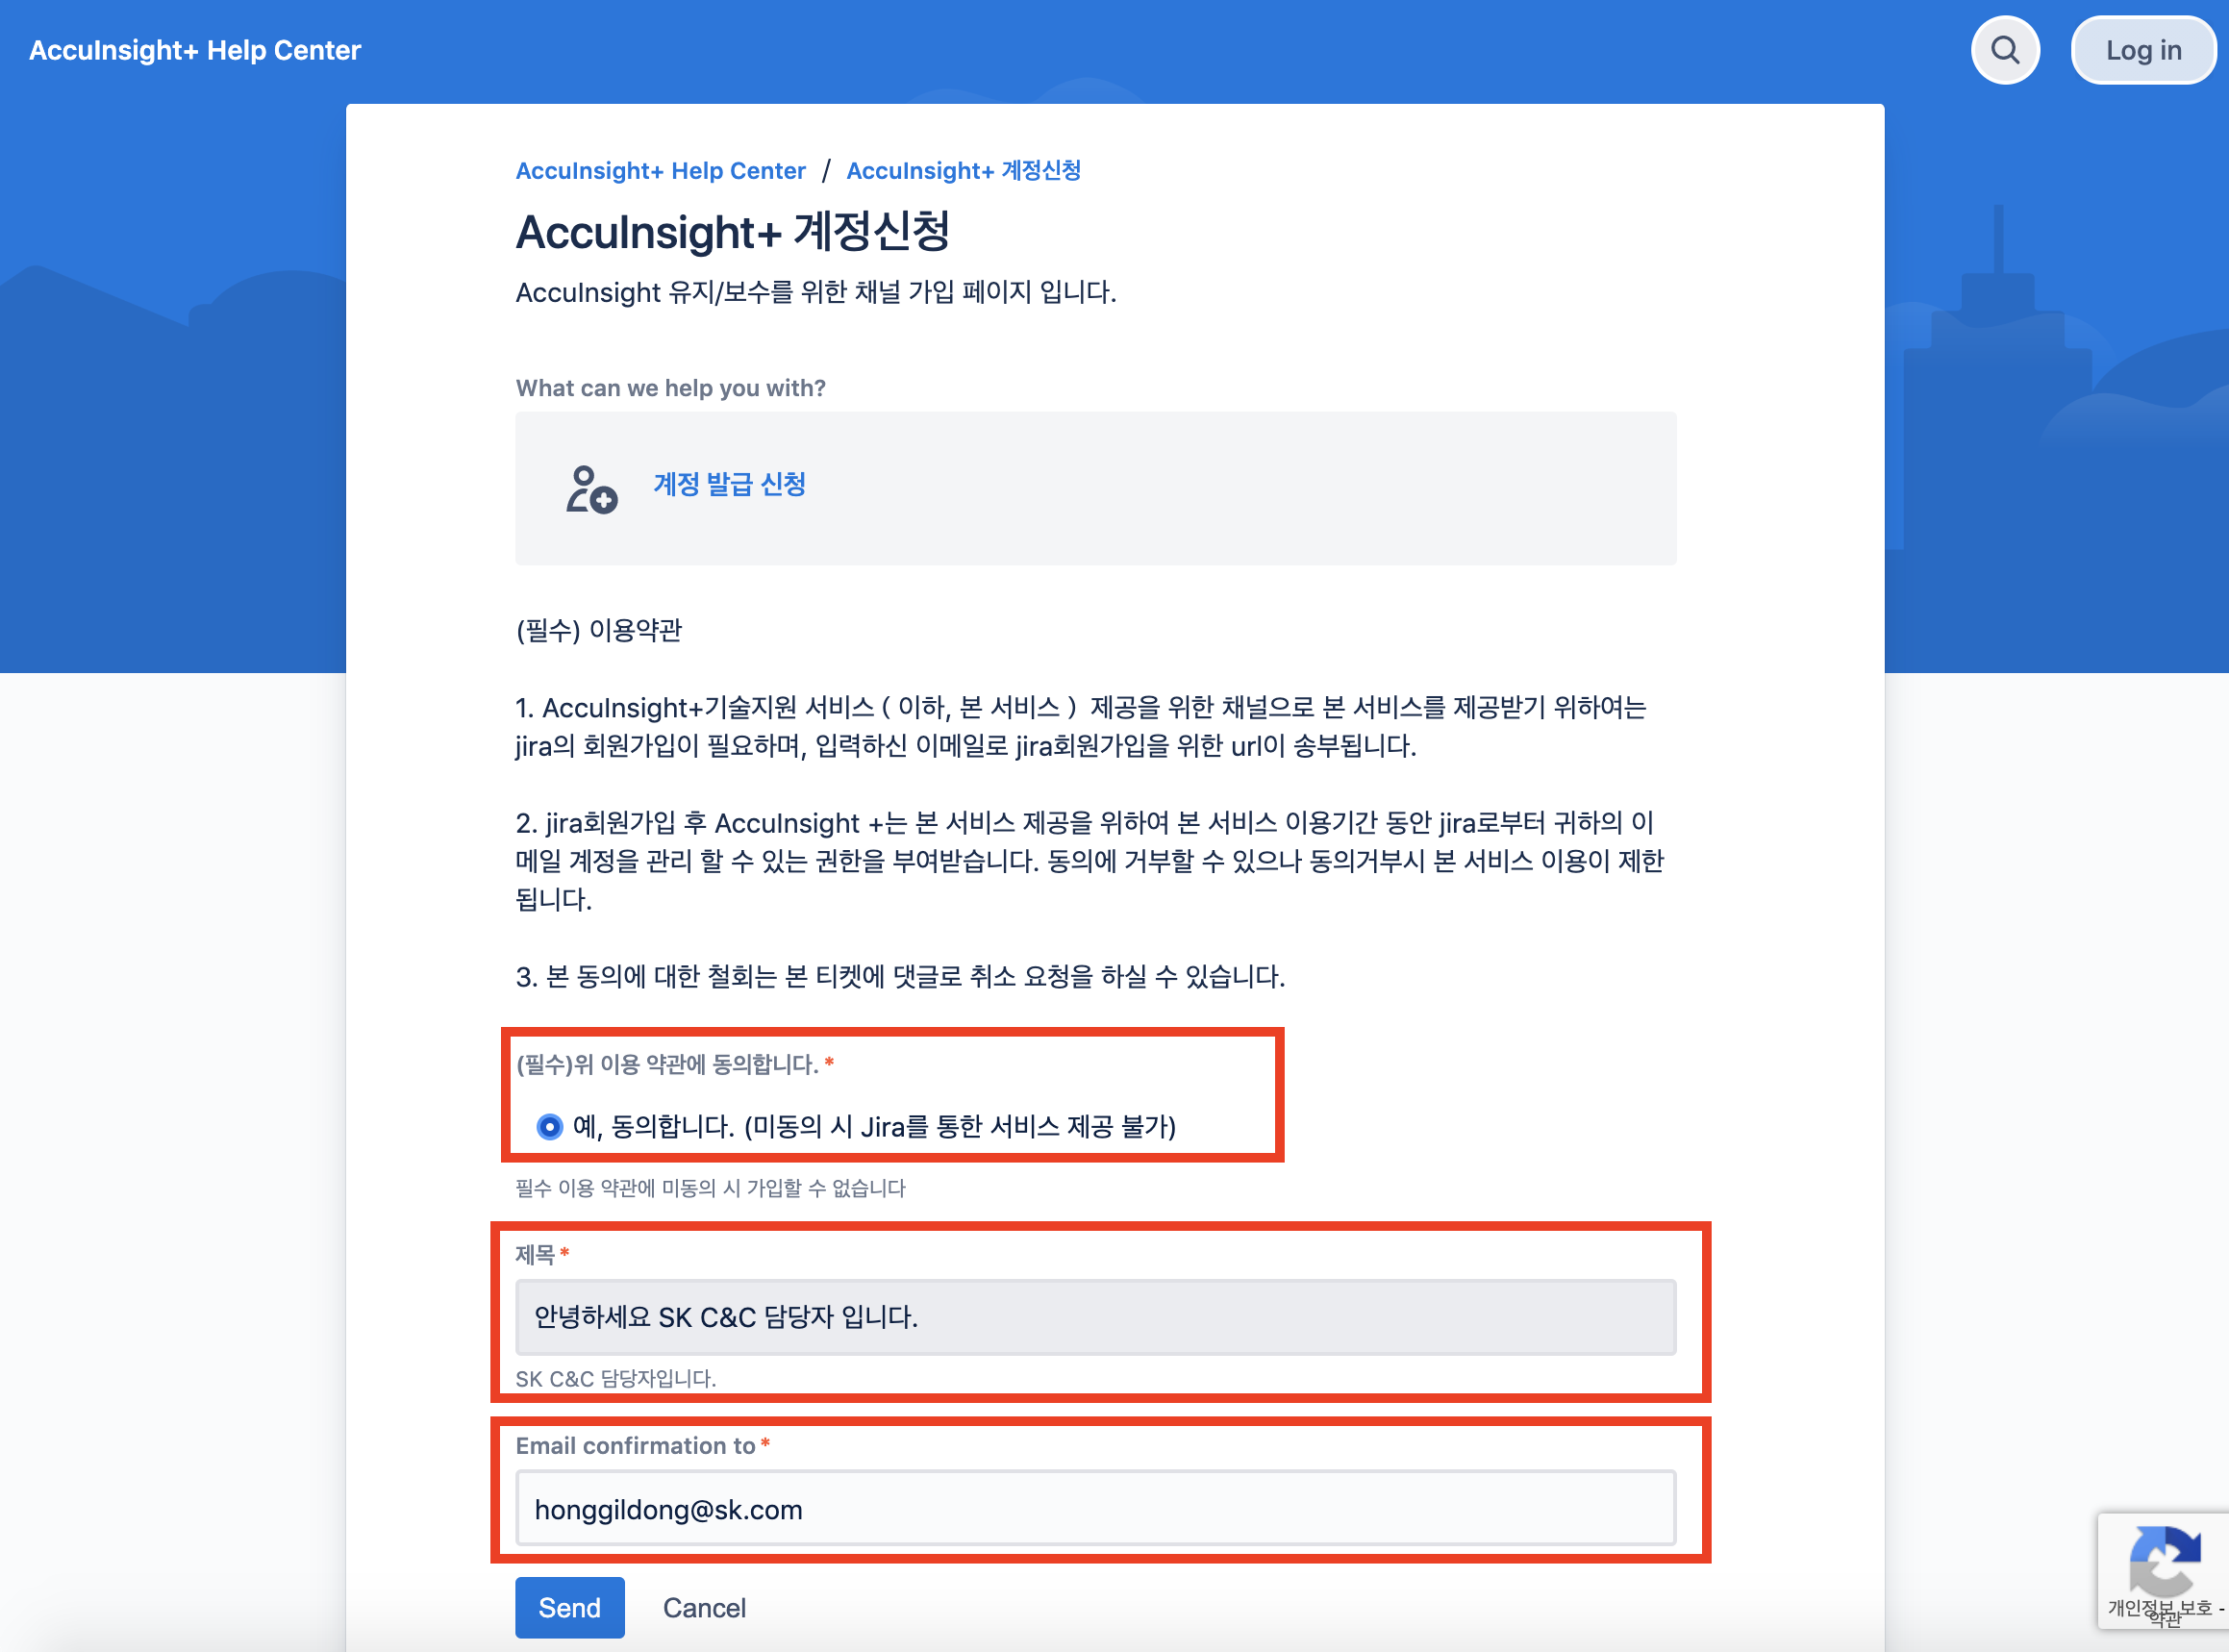 AccuInsight+ Help Center
Log in
AccuInsight+ Help Center / AccuInsight+ 계정신청
AccuInsight+ 계정신청
AccuInsight 유지/보수를 위한 채널 가입 페이지 입니다.
What can we help you with?
계정 발급 신청
(필수) 이용약관
1. AccuInsight+기술지원 서비스 ( 이하, 본 서비스 ) 제공을 위한 채널으로 본 서비스를 제공받기 위하여는
jira의 회원가입이 필요하며, 입력하신 이메일로 jira회원가입을 위한 url이 송부됩니다.
2. jira회원가입 후 AccuInsight +는 본 서비스 제공을 위하여 본 서비스 이용기간 동안 jira로부터 귀하의 이
메일 계정을 관리 할 수 있는 권한을 부여받습니다. 동의에 거부할 수 있으나 동의거부시 본 서비스 이용이 제한
됩니다.
3. 본 동의에 대한 철회는 본 티켓에 댓글로 취소 요청을 하실 수 있습니다.
(필수)위 이용 약관에 동의합니다. *
예, 동의합니다. (미동의 시 Jira를 통한 서비스 제공 불가)
필수 이용 약관에 미동의 시 가입할 수 없습니다
제목 *
안녕하세요 SK C&C 담당자 입니다.
SK C&C 담당자입니다.
Email confirmation to *
honggildong@sk.com
Send Cancel
개인정보 보호 -
약관